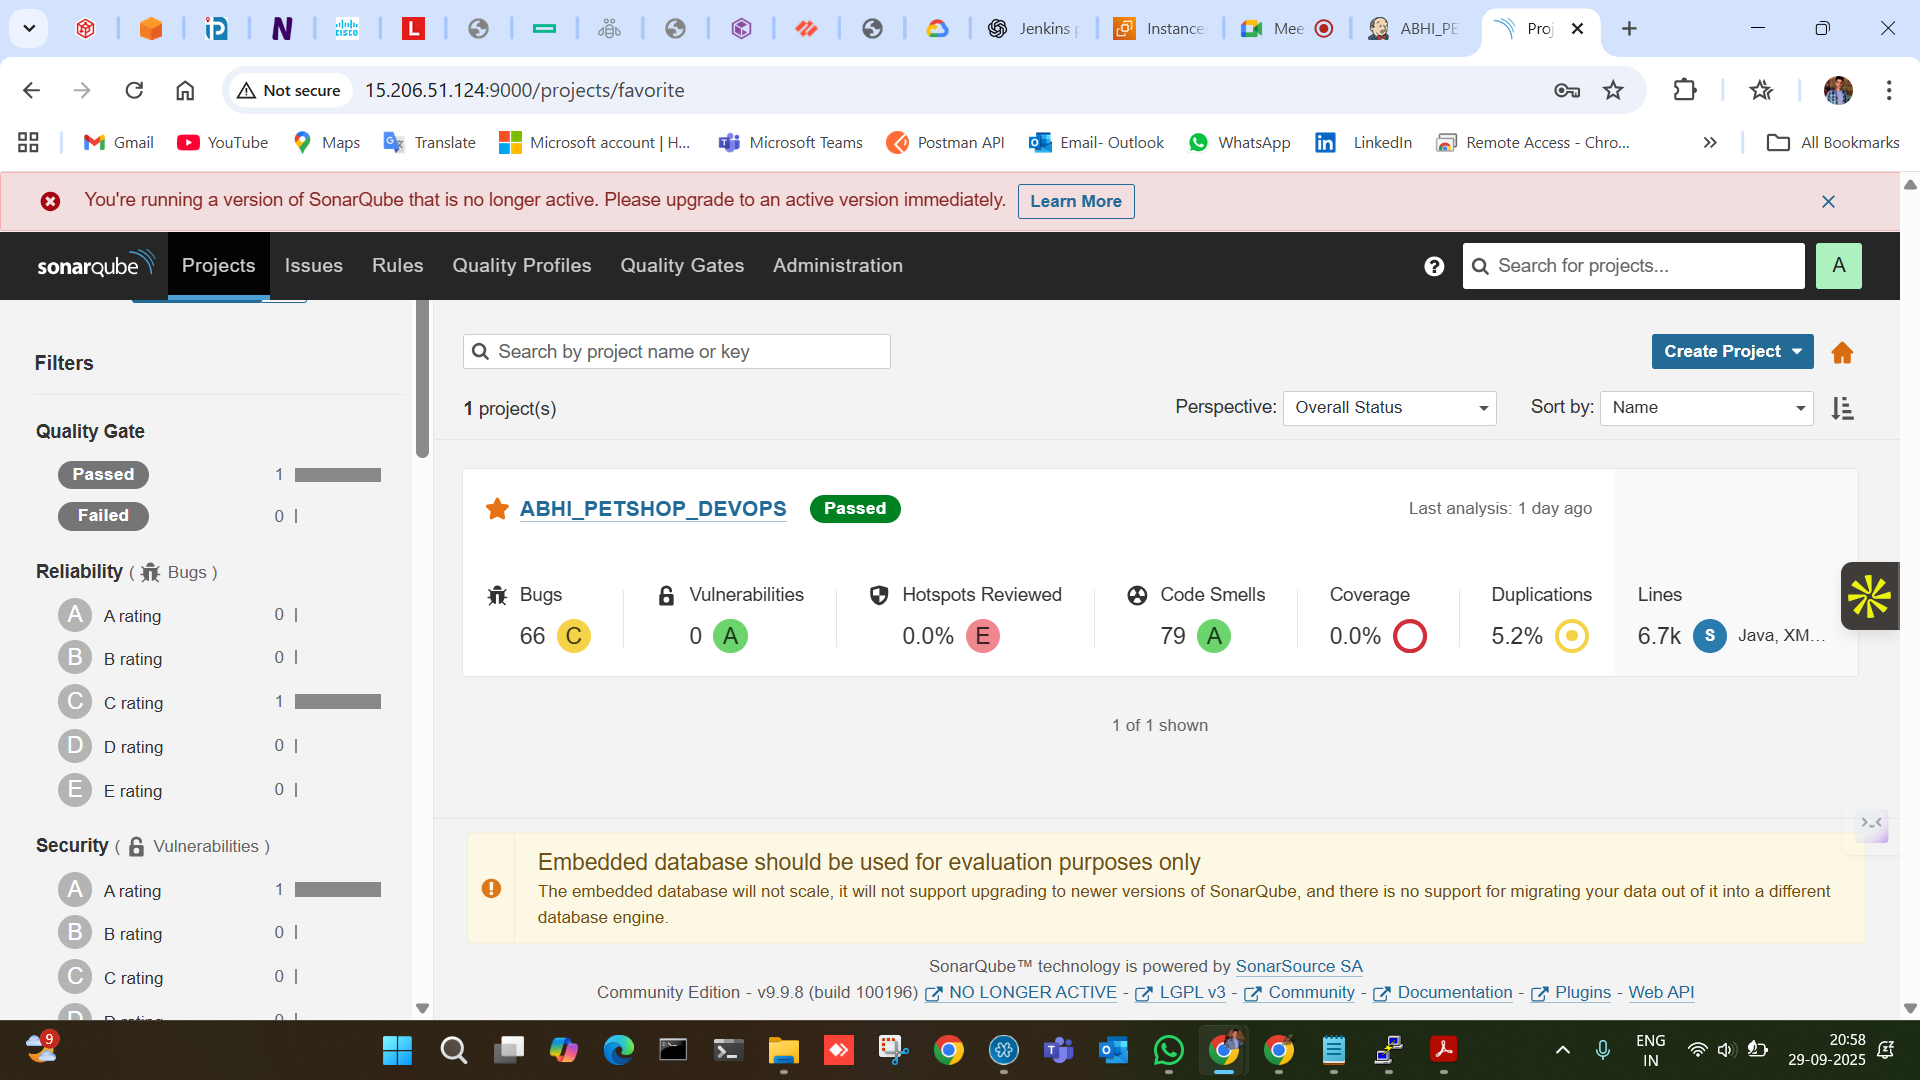 Jenkins p
Instance
Mee
ABHI_PE
Proj
Not secure
15.206.51.124:9000/projects/favorite
Gmail
YouTube
Maps
Translate
Microsoft account | H...
Microsoft Teams
Postman API
Email- Outlook
WhatsApp
LinkedIn
Remote Access - Chro...
All Bookmarks
You're running a version of SonarQube that is no longer active. Please upgrade to an active version immediately.
Learn More
sonarqube
Projects
Issues
Rules
Quality Profiles
Quality Gates
Administration
Search for projects...
A
Filters
Quality Gate
Passed 1
Failed 0
Reliability ( Bugs )
A A rating 0
B B rating 0
C C rating 1
D D rating 0
E E rating 0
Security ( Vulnerabilities )
A A rating 1
B B rating 0
C C rating 0
Search by project name or key
Create Project
1 project(s)
Perspective: Overall Status
Sort by: Name
ABHI_PETSHOP_DEVOPS Passed
Last analysis: 1 day ago
Bugs
66 C
Vulnerabilities
0 A
Hotspots Reviewed
0.0% E
Code Smells
79 A
Coverage
0.0%
Duplications
5.2%
Lines
6.7k S Java, XM...
1 of 1 shown
Embedded database should be used for evaluation purposes only
The embedded database will not scale, it will not support upgrading to newer versions of SonarQube, and there is no support for migrating your data out of it into a different
database engine.
SonarQube™ technology is powered by SonarSource SA
Community Edition - v9.9.8 (build 100196) NO LONGER ACTIVE - LGPL v3 - Community - Documentation - Plugins - Web API
9
ENG
IN
20:58
29-09-2025